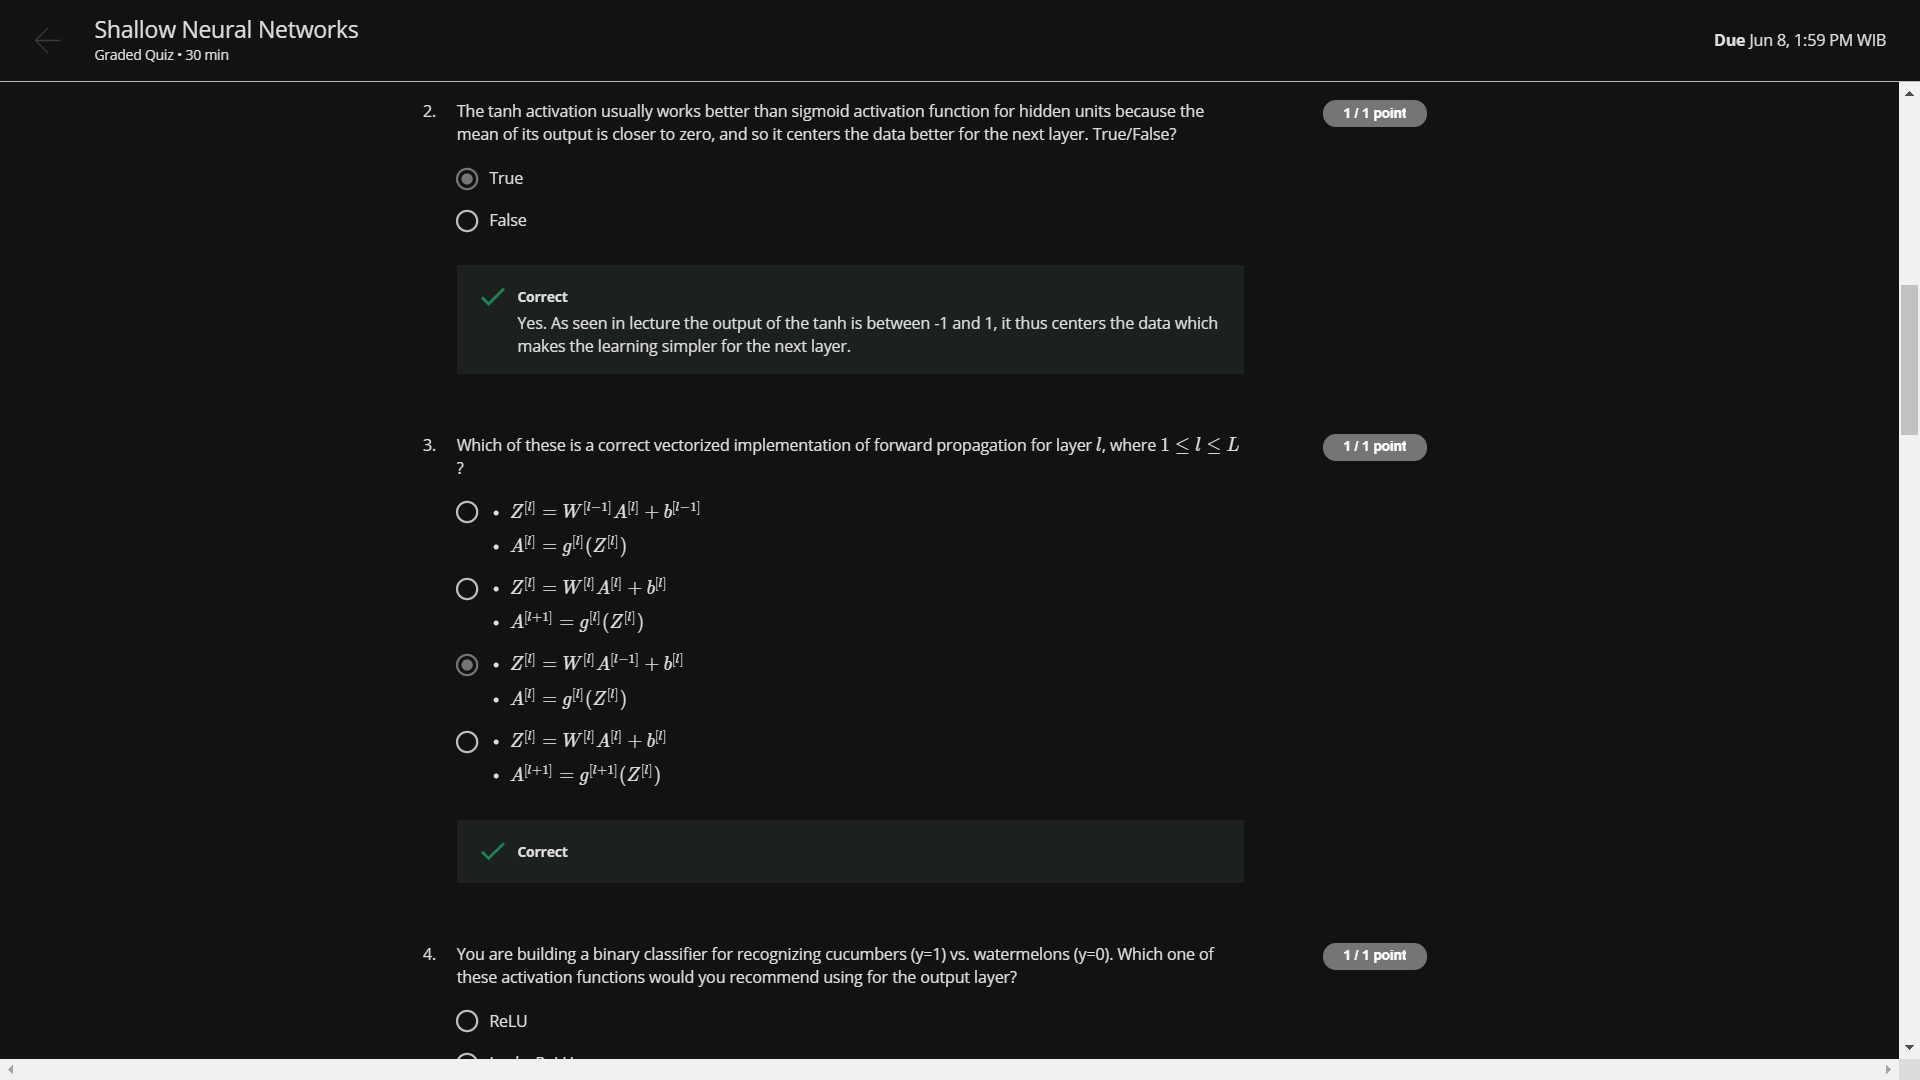 Shallow Neural Networks
Graded Quiz • 30 min
Due Jun 8, 1:59 PM WIB
2. The tanh activation usually works better than sigmoid activation function for hidden units because the
mean of its output is closer to zero, and so it centers the data better for the next layer. True/False?
1 / 1 point
True
False
Correct
Yes. As seen in lecture the output of the tanh is between -1 and 1, it thus centers the data which
makes the learning simpler for the next layer.
3. Which of these is a correct vectorized implementation of forward propagation for layer l, where 1 ≤ l ≤ L
?
1 / 1 point
• Z^[l] = W^[l−1] A^[l] + b^[l−1]
• A^[l] = g^[l](Z^[l])
• Z^[l] = W^[l] A^[l] + b^[l]
• A^[l+1] = g^[l](Z^[l])
• Z^[l] = W^[l] A^[l−1] + b^[l]
• A^[l] = g^[l](Z^[l])
• Z^[l] = W^[l] A^[l] + b^[l]
• A^[l+1] = g^[l+1](Z^[l])
Correct
4. You are building a binary classifier for recognizing cucumbers (y=1) vs. watermelons (y=0). Which one of
these activation functions would you recommend using for the output layer?
1 / 1 point
ReLU